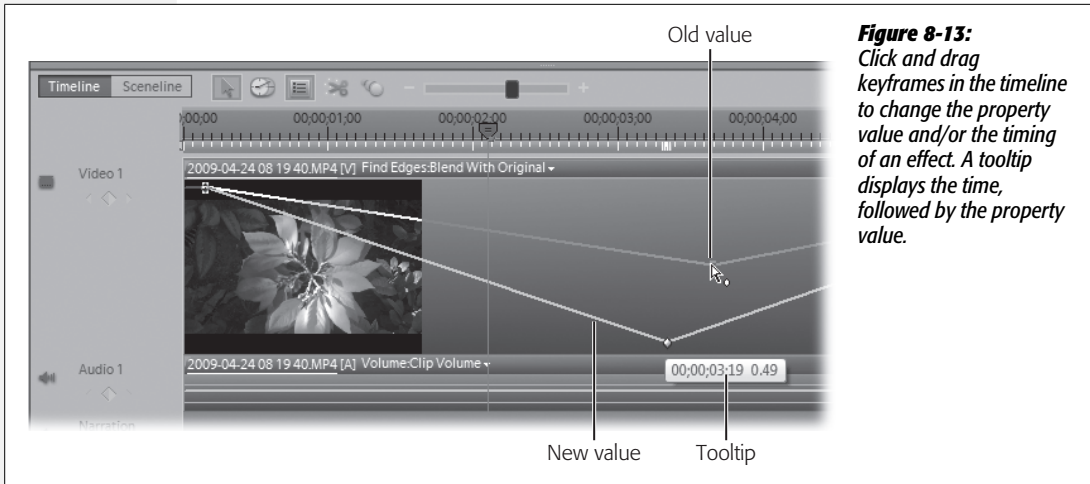 Old value
Figure 8-13:
Click and drag
keyframes in the timeline
to change the property
value and/or the timing
of an effect. A tooltip
displays the time,
followed by the property
value.
Timeline Sceneline
00;00 00;00;01;00 00;00;02;00 00;00;03;00 00;00;04;00
Video 1
2009-04-24 08 19 40.MP4 [V] Find Edges:Blend With Original
Audio 1
2009-04-24 08 19 40.MP4 [A] Volume:Clip Volume
00;00;03;19 0.49
Narration
New value
Tooltip